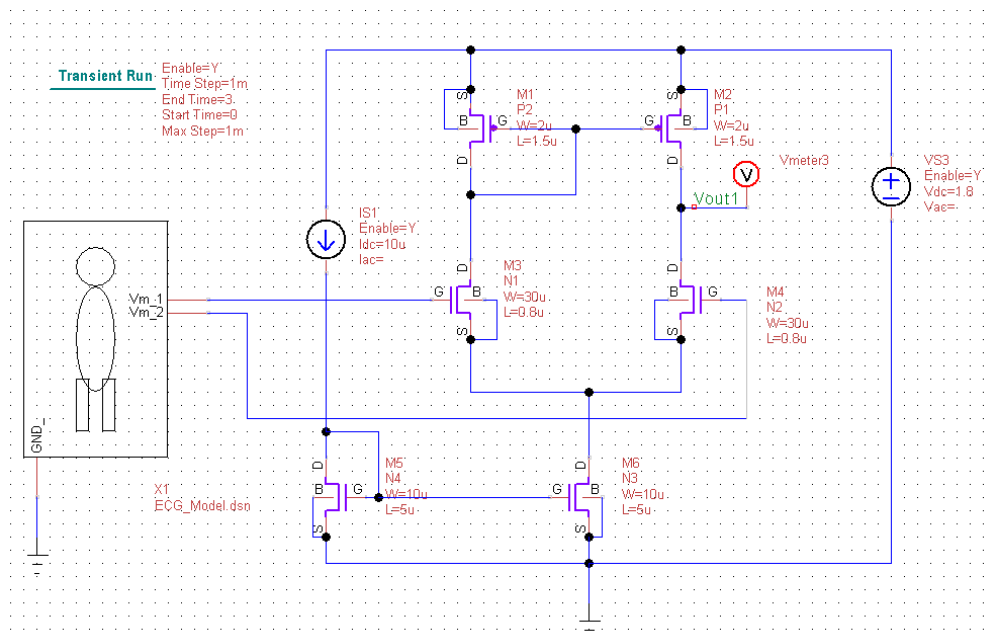 Transient Run
Enable=Y
Time Step=1m
End Time=3.
Start Time=0
Max Step=1m
S
B
G
D
M1
P2
W=2u
L=1.5u
S
G
B
D
M2
P1
W=2u
L=1.5u
V
Vmeter3
Vout1
VS3
Enable=Y
Vdc=1.8
Vac=
IS1
Enable=Y
Idc=10u
Iac=
D
G
B
S
M3
N1
W=30u
L=0.8u
D
B
G
S
M4
N2
W=30u
L=0.8u
Vm_1
Vm_2
GND_
X1
ECG_Model.dsn
D
B
G
S
M5
N4
W=10u
L=5u
D
G
B
S
M6
N3
W=10u
L=5u